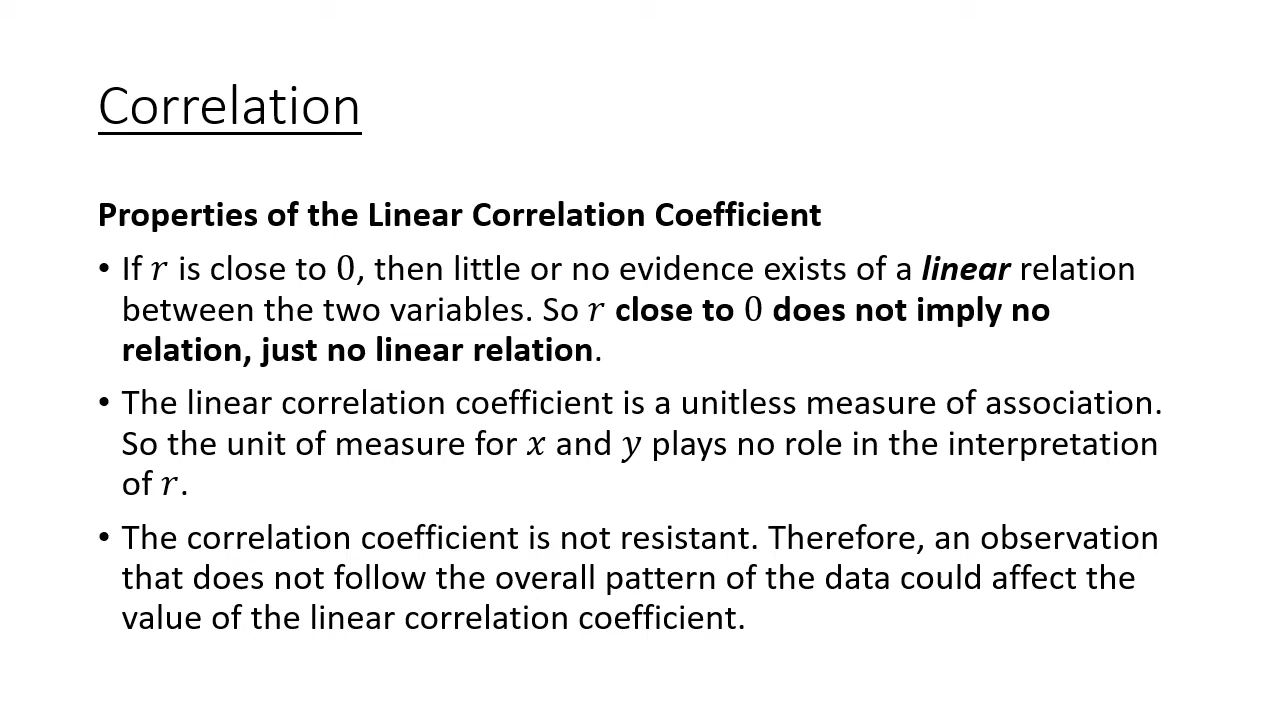 Correlation
Properties of the Linear Correlation Coefficient
• If r is close to 0, then little or no evidence exists of a linear relation
between the two variables. So r close to 0 does not imply no
relation, just no linear relation.
• The linear correlation coefficient is a unitless measure of association.
So the unit of measure for x and y plays no role in the interpretation
of r.
• The correlation coefficient is not resistant. Therefore, an observation
that does not follow the overall pattern of the data could affect the
value of the linear correlation coefficient.